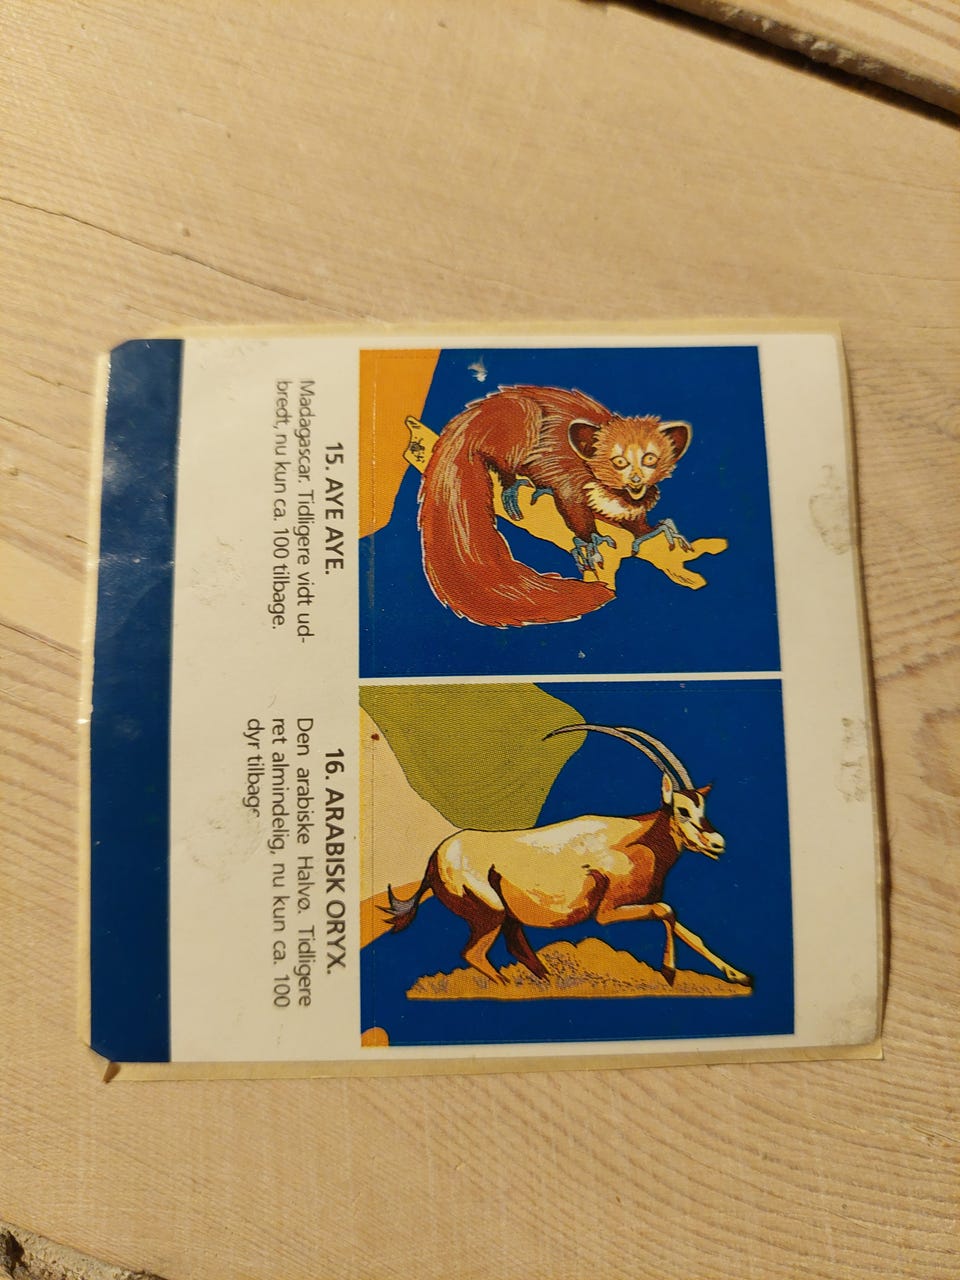 15. AYE AYE.
Madagascar. Tidligere vidt ud-
bredt, nu kun ca. 100 tilbage.
16. ARABISK ORYX.
Den arabiske Halvø. Tidligere
ret almindelig, nu kun ca. 100
dyr tilbage